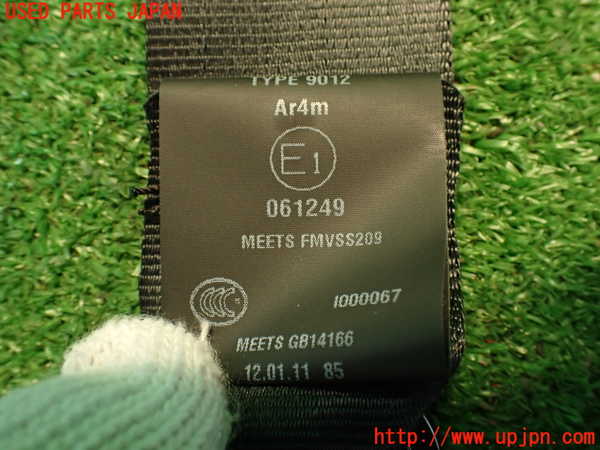 USED PARTS JAPAN
TYPE 9012
Ar4m
E1
061249
MEETS FMVSS209
I000067
MEETS GB14166
12.01.11 85
http://www.upjpn.com